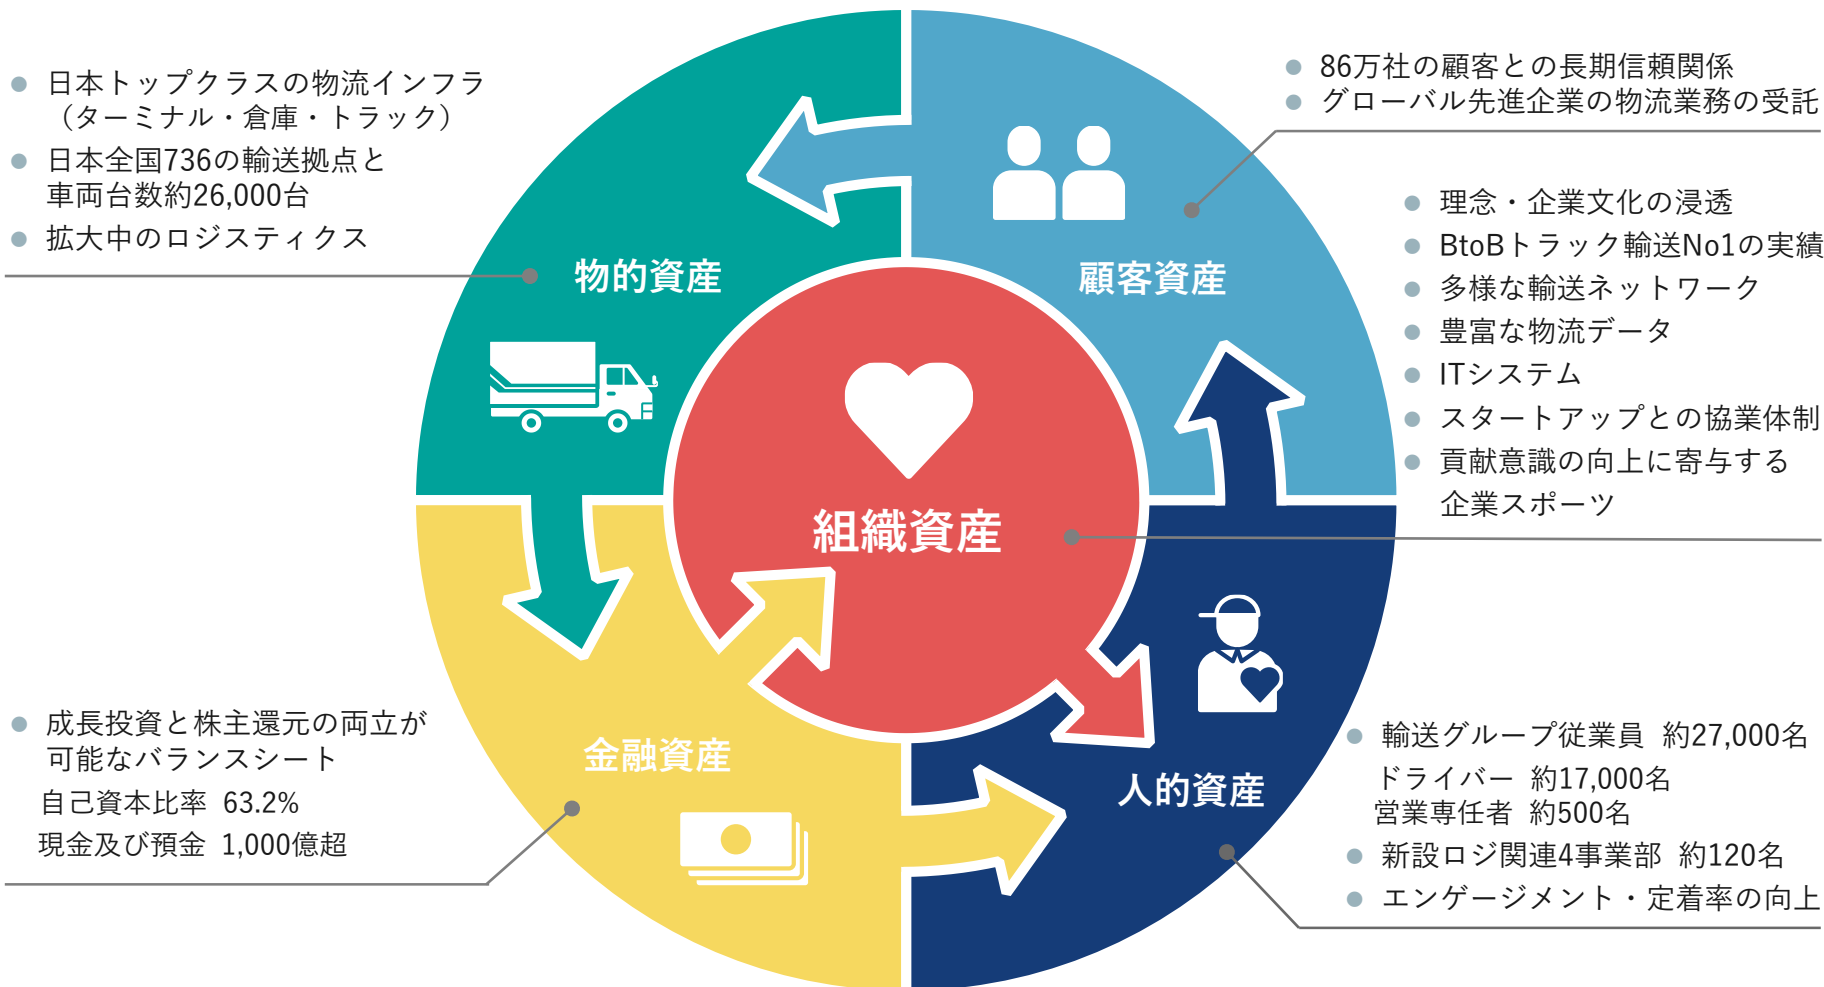 日本トップクラスの物流インフラ
（ターミナル・倉庫・トラック）
日本全国736の輸送拠点と
車両台数約26,000台
拡大中のロジスティクス
物的資産
86万社の顧客との長期信頼関係
グローバル先進企業の物流業務の受託
顧客資産
理念・企業文化の浸透
BtoBトラック輸送No1の実績
多様な輸送ネットワーク
豊富な物流データ
ITシステム
スタートアップとの協業体制
貢献意識の向上に寄与する
企業スポーツ
組織資産
成長投資と株主還元の両立が
可能なバランスシート
自己資本比率 63.2%
現金及び預金 1,000億超
金融資産
人的資産
輸送グループ従業員 約27,000名
ドライバー 約17,000名
営業専任者 約500名
新設ロジ関連4事業部 約120名
エンゲージメント・定着率の向上